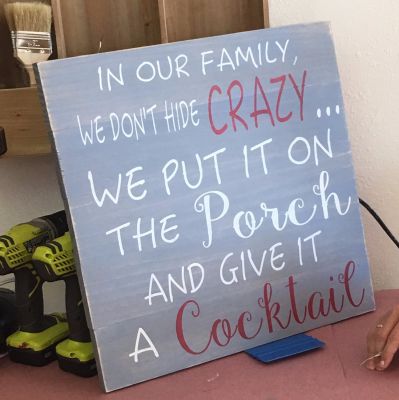 IN OUR FAMILY,
WE DON'T HIDE CRAZY...
WE PUT IT ON
THE Porch
AND GIVE IT
A Cocktail